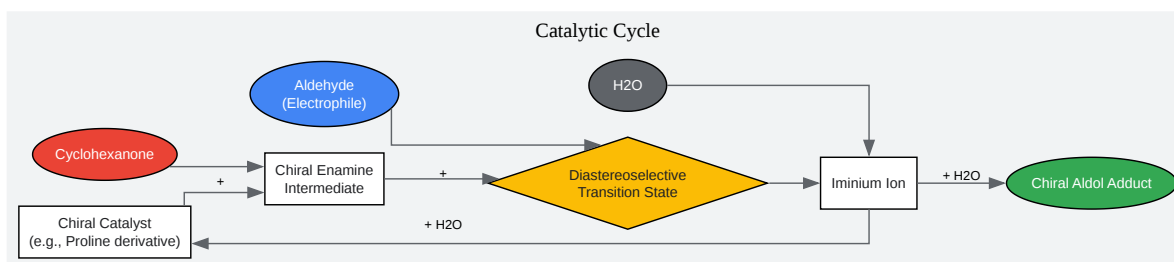 Catalytic Cycle
Aldehyde
(Electrophile)
H2O
Cyclohexanone
+
Chiral Enamine
Intermediate
+
Diastereoselective
Transition State
Iminium Ion
+ H2O
Chiral Aldol Adduct
Chiral Catalyst
(e.g., Proline derivative)
+ H2O